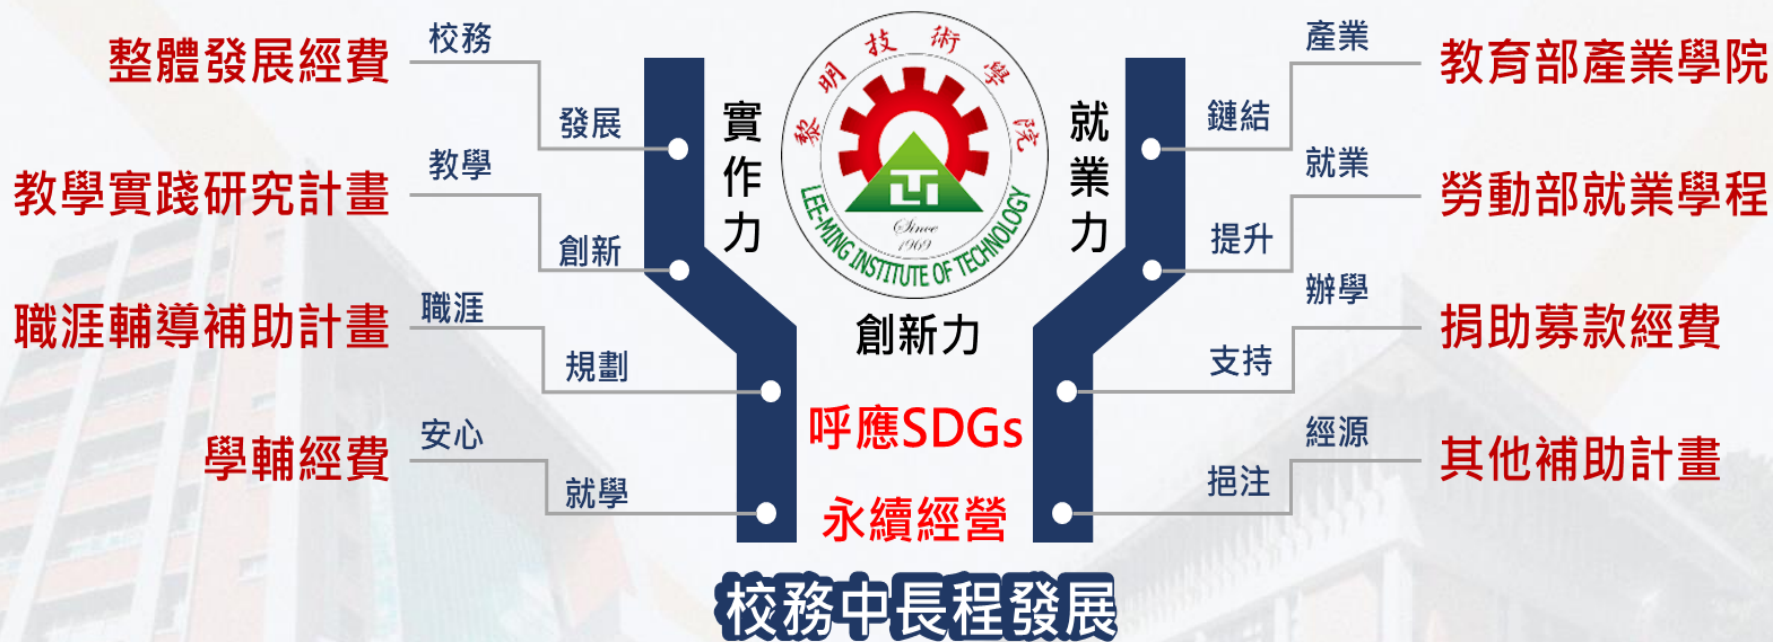 整體發展經費
校務
發展
教學實踐研究計畫
教學
創新
職涯輔導補助計畫
職涯
規劃
學輔經費
安心
就學
實作力
黎明技術學院
LEE-MING INSTITUTE OF TECHNOLOGY
Since
1969
就業力
創新力
呼應SDGs
永續經營
產業
鏈結
教育部產業學院
就業
提升
勞動部就業學程
辦學
支持
捐助募款經費
經源
挹注
其他補助計畫
校務中長程發展